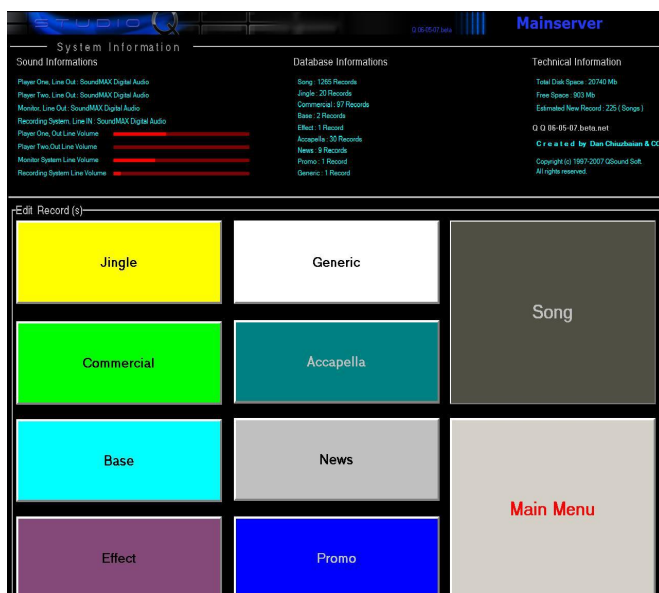 STUDIO Q
Q 06-05-07 beta
Mainserver
System Information
Sound Informations
Player One, Line Out : SoundMAX Digital Audio
Player Two, Line Out : SoundMAX Digital Audio
Monitor, Line Out : SoundMAX Digital Audio
Recording System, Line IN : SoundMAX Digital Audio
Player One, Out Line Volume
Player Two,Out Line Volume
Monitor System Line Volume
Recording System Line Volume
Database Informations
Song : 1265 Records
Jingle : 20 Records
Commercial : 97 Records
Base : 2 Records
Effect : 1 Record
Accapella : 30 Records
News : 9 Records
Promo : 1 Record
Generic : 1 Record
Technical Information
Total Disk Space : 20740 Mb
Free Space : 903 Mb
Estimated New Record : 225 ( Songs )
Q Q 06-05-07.beta.net
Created by Dan Chiuzbaian & CO
Copyright (c) 1997-2007 QSound Soft.
All rights reserved.
Edit Record (s)
Jingle
Generic
Song
Commercial
Accapella
Base
News
Main Menu
Effect
Promo